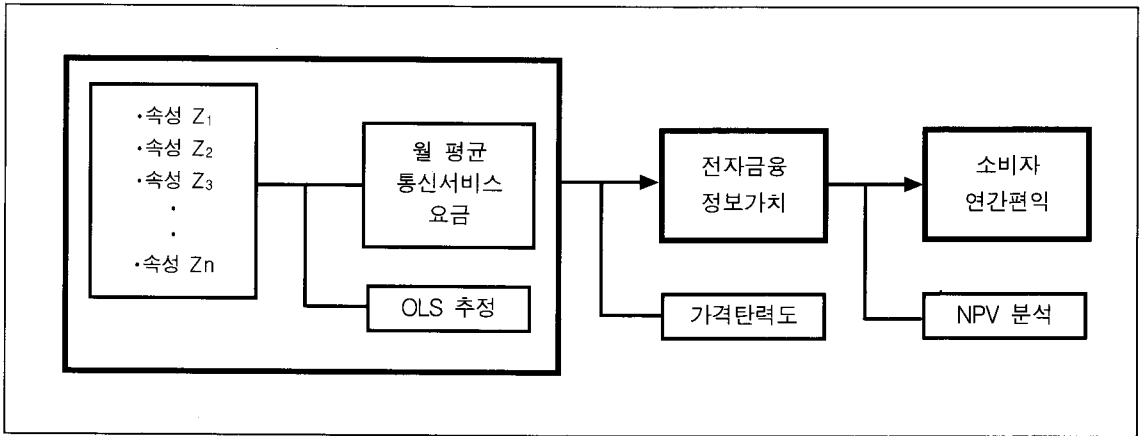 ·속성 Z₁
·속성 Z₂
·속성 Z₃
·
·
·속성 Zn
월 평균
통신서비스
요금
OLS 추정
전자금융
정보가치
가격탄력도
소비자
연간편익
NPV 분석